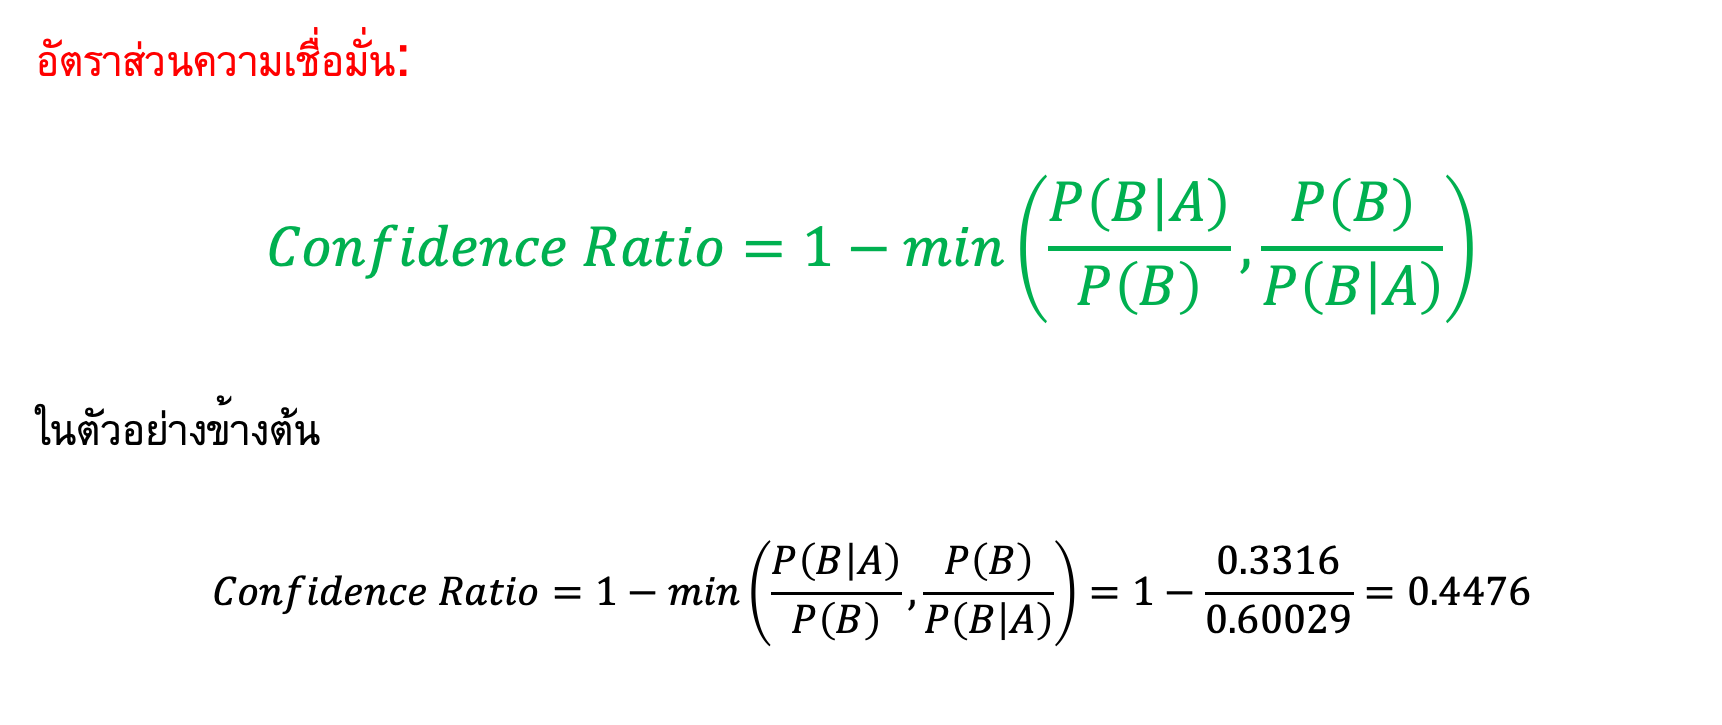 อัตราส่วนความเชื่อมั่น:
Confidence Ratio = 1 − min(P(B|A)/P(B), P(B)/P(B|A))
ในตัวอย่างข้างต้น
Confidence Ratio = 1 − min(P(B|A)/P(B), P(B)/P(B|A)) = 1 − 0.3316/0.60029 = 0.4476